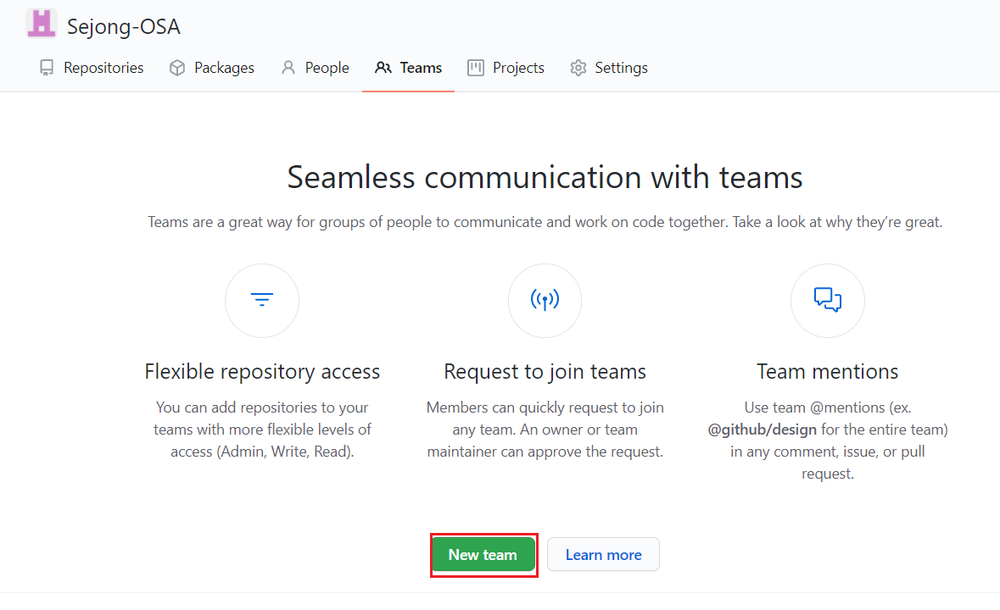 Sejong-OSA
Repositories Packages People Teams Projects Settings
Seamless communication with teams
Teams are a great way for groups of people to communicate and work on code together. Take a look at why they’re great.
Flexible repository access
You can add repositories to your
teams with more flexible levels of
access (Admin, Write, Read).
Request to join teams
Members can quickly request to join
any team. An owner or team
maintainer can approve the request.
Team mentions
Use team @mentions (ex.
@github/design for the entire team)
in any comment, issue, or pull
request.
New team
Learn more